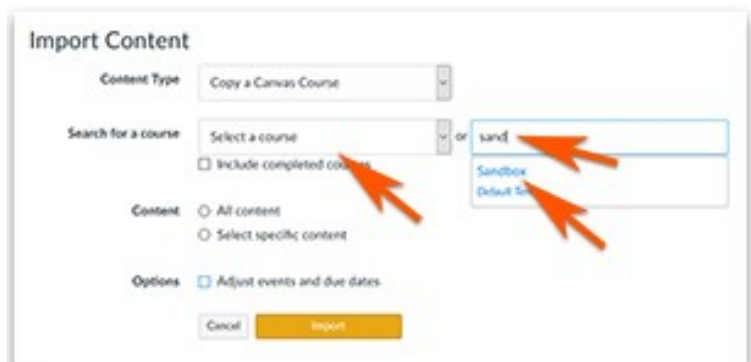 Import Content
Content Type Copy a Canvas Course
Search for a course Select a course or sand
Include completed courses Sandbox
Default
Content All content
Select specific content
Options Adjust events and due dates
Cancel Import